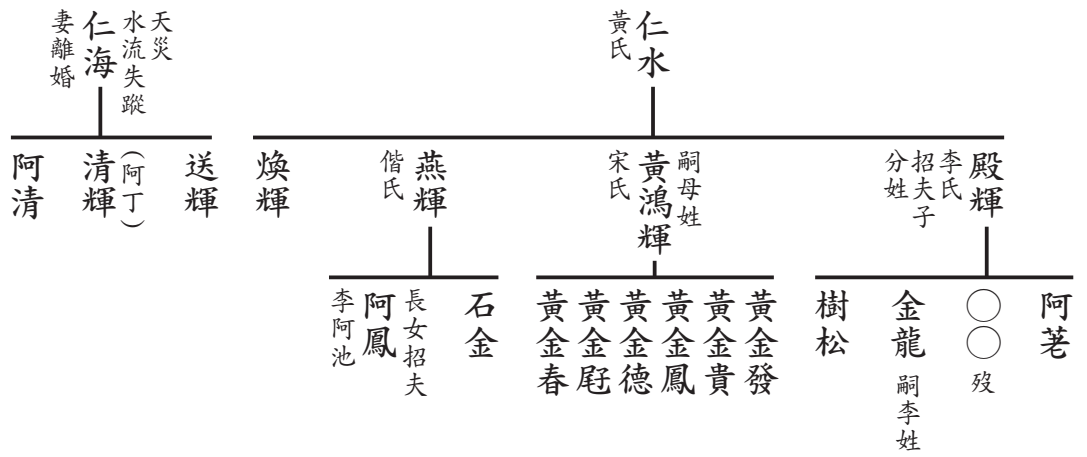 仁水
黃氏
天災
水流失蹤
仁海
妻離婚
殿輝
李氏
招夫子
分姓
嗣母姓
黃鴻輝
宋氏
燕輝
偕氏
煥輝
送輝
(阿丁)
清輝
阿清
阿荖
〇〇
歿
金龍
嗣李姓
樹松
黃金發
黃金貴
黃金鳳
黃金德
黃金春
石金
長女招夫
阿鳳
李阿池